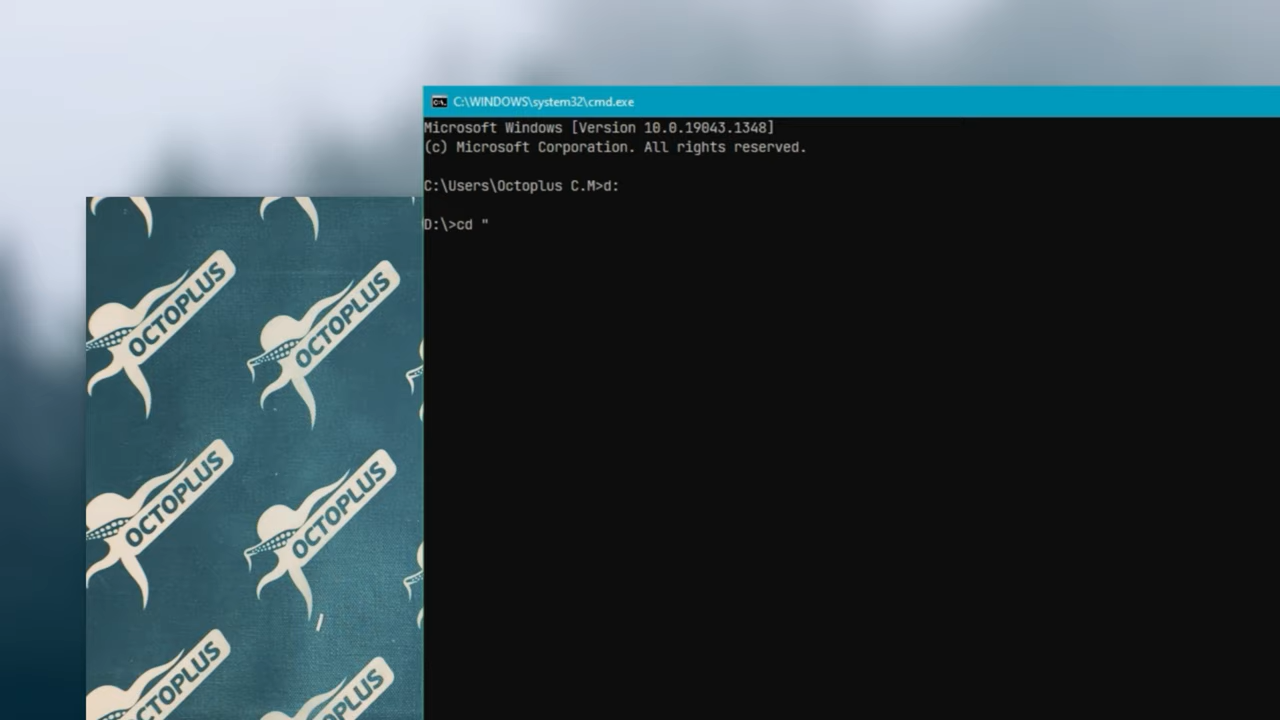 C:\WINDOWS\system32\cmd.exe
Microsoft Windows [Version 10.0.19043.1348]
(c) Microsoft Corporation. All rights reserved.
C:\Users\Octoplus C.M>d:
D:\>cd "
OCTOPLUS
OCTOPLUS
OCTOPLUS
OCTOPLUS
OCTOPLUS
OCTOPLUS